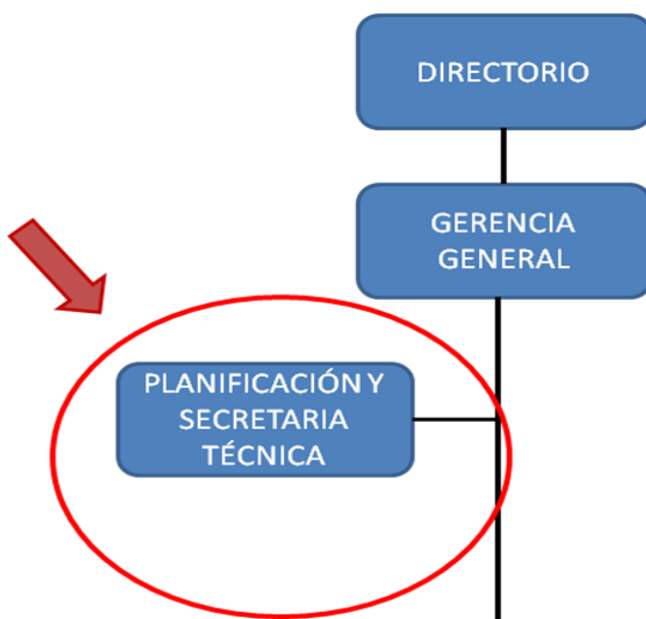 DIRECTORIO
GERENCIA
GENERAL
PLANIFICACIÓN Y
SECRETARIA
TÉCNICA